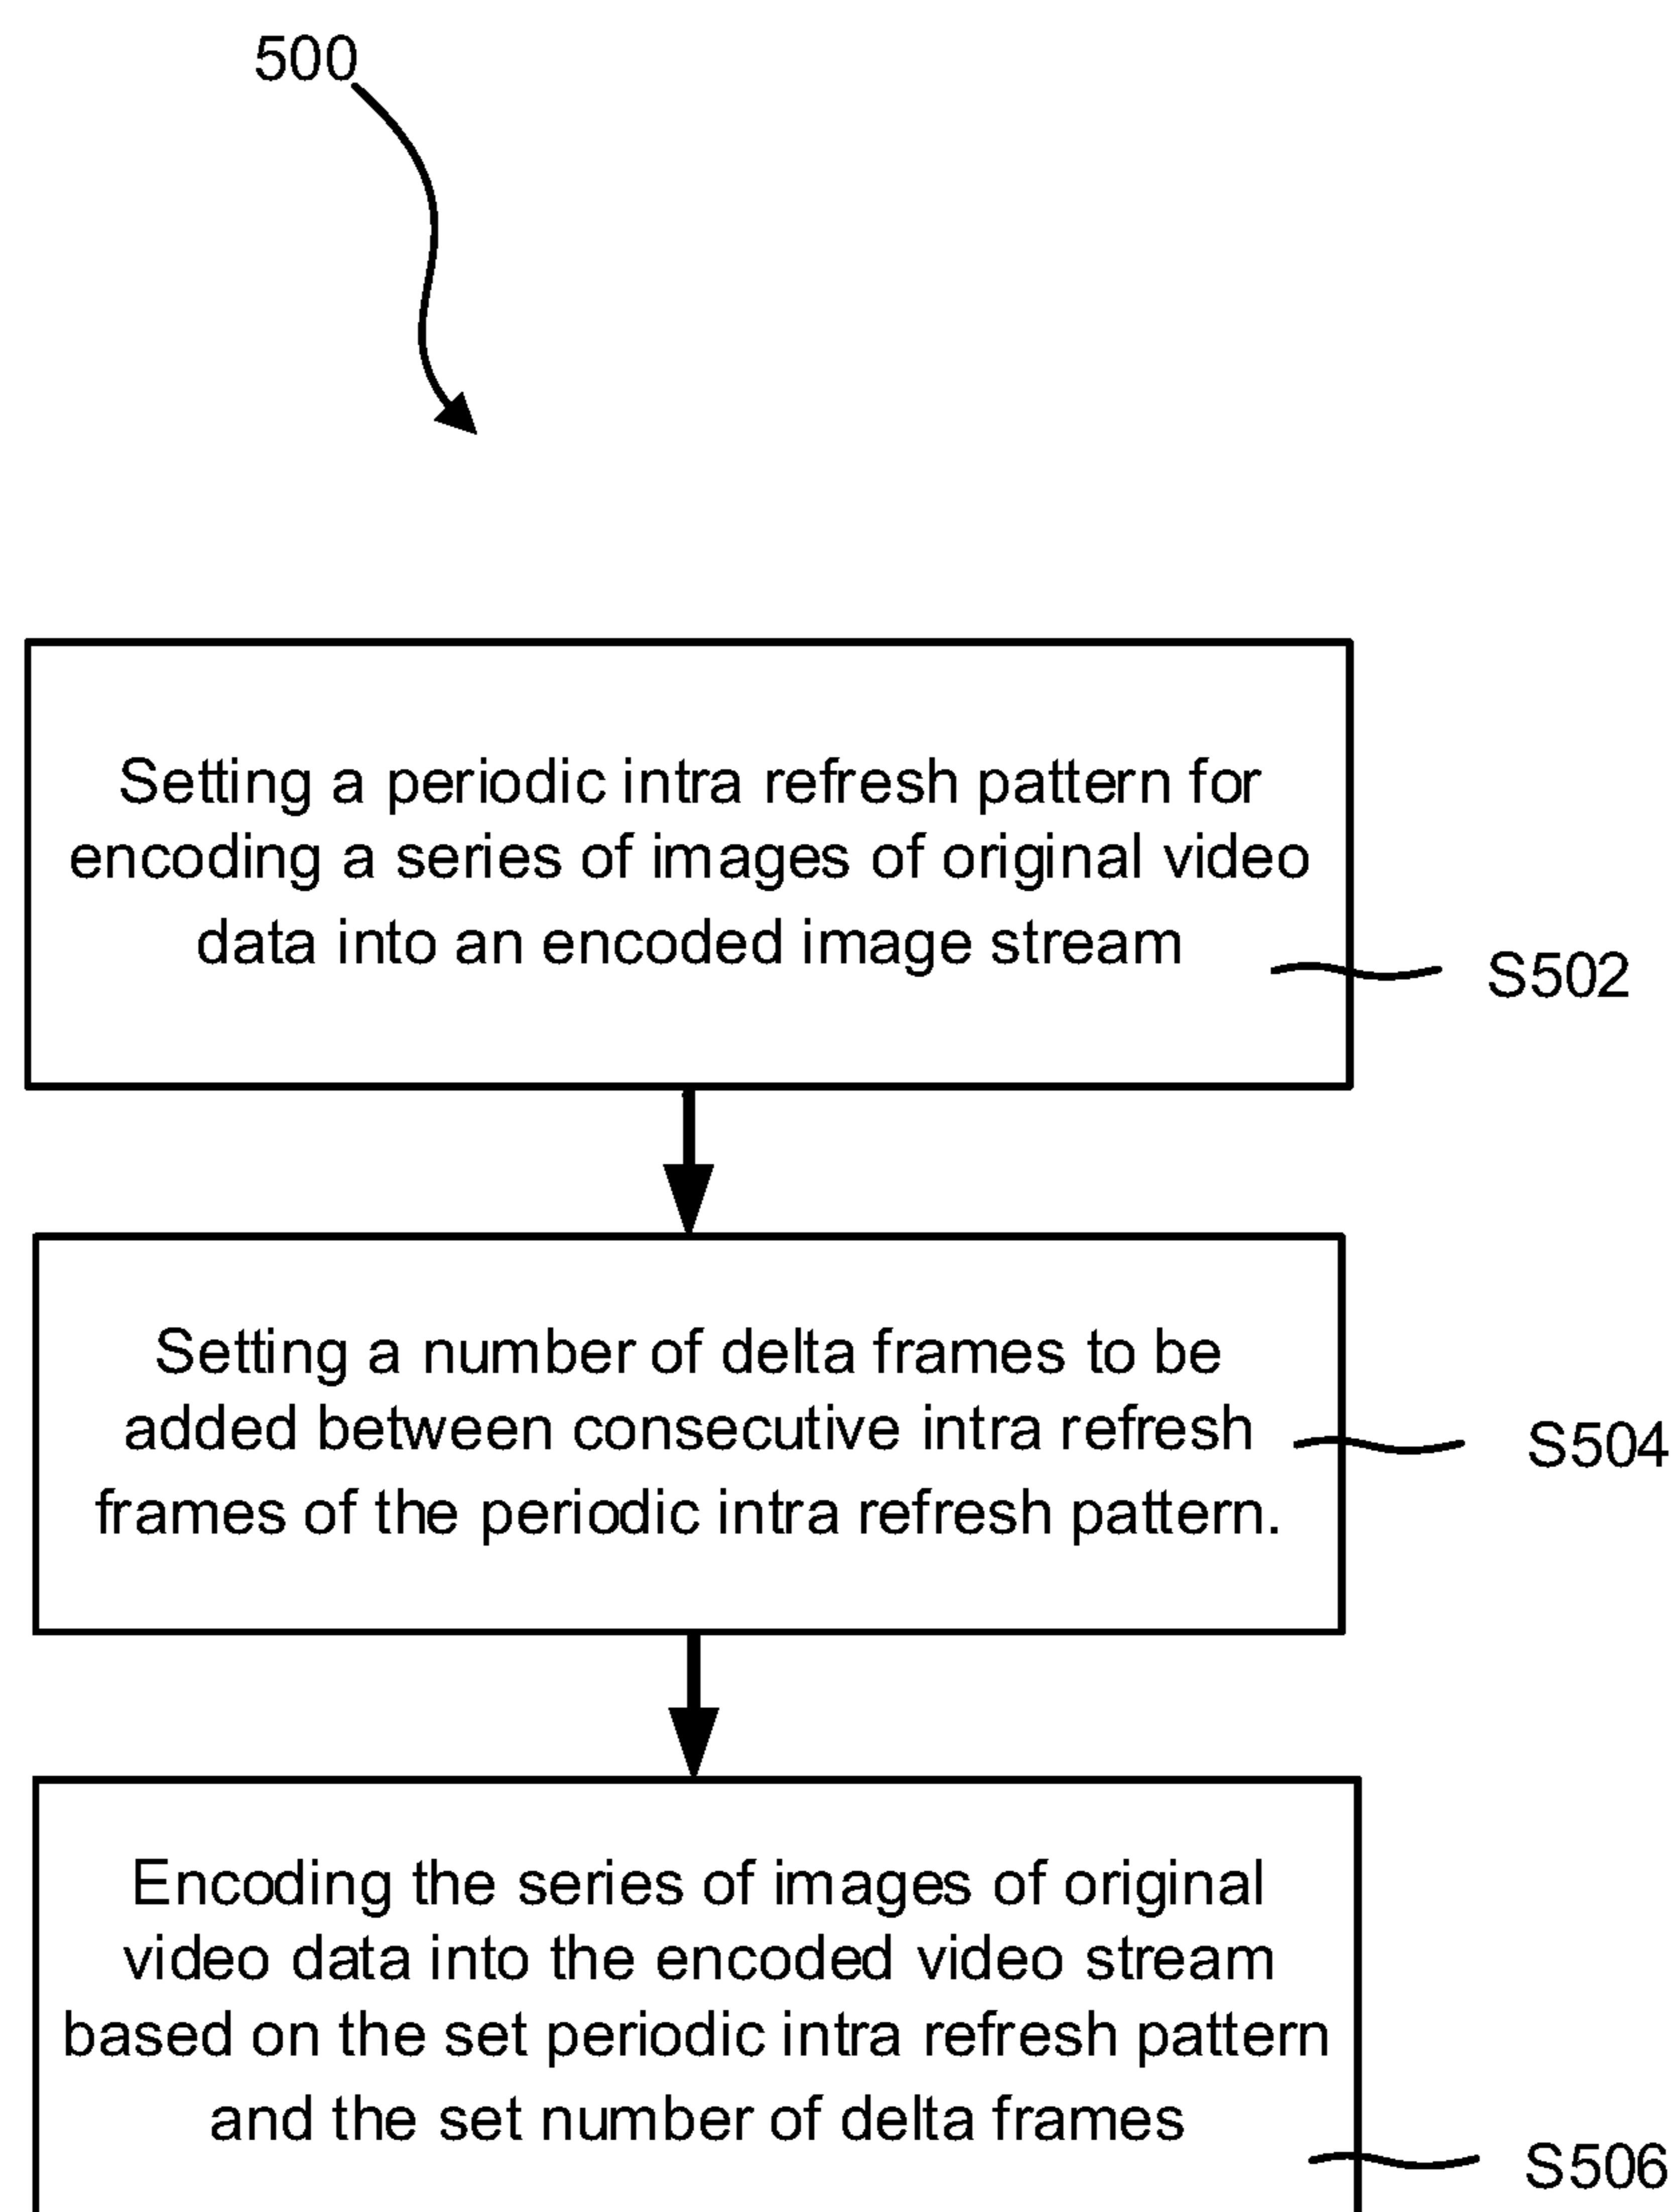 500
Setting a periodic intra refresh pattern for
encoding a series of images of original video
data into an encoded image stream
S502
Setting a number of delta frames to be
added between consecutive intra refresh
frames of the periodic intra refresh pattern.
S504
Encoding the series of images of original
video data into the encoded video stream
based on the set periodic intra refresh pattern
and the set number of delta frames
S506